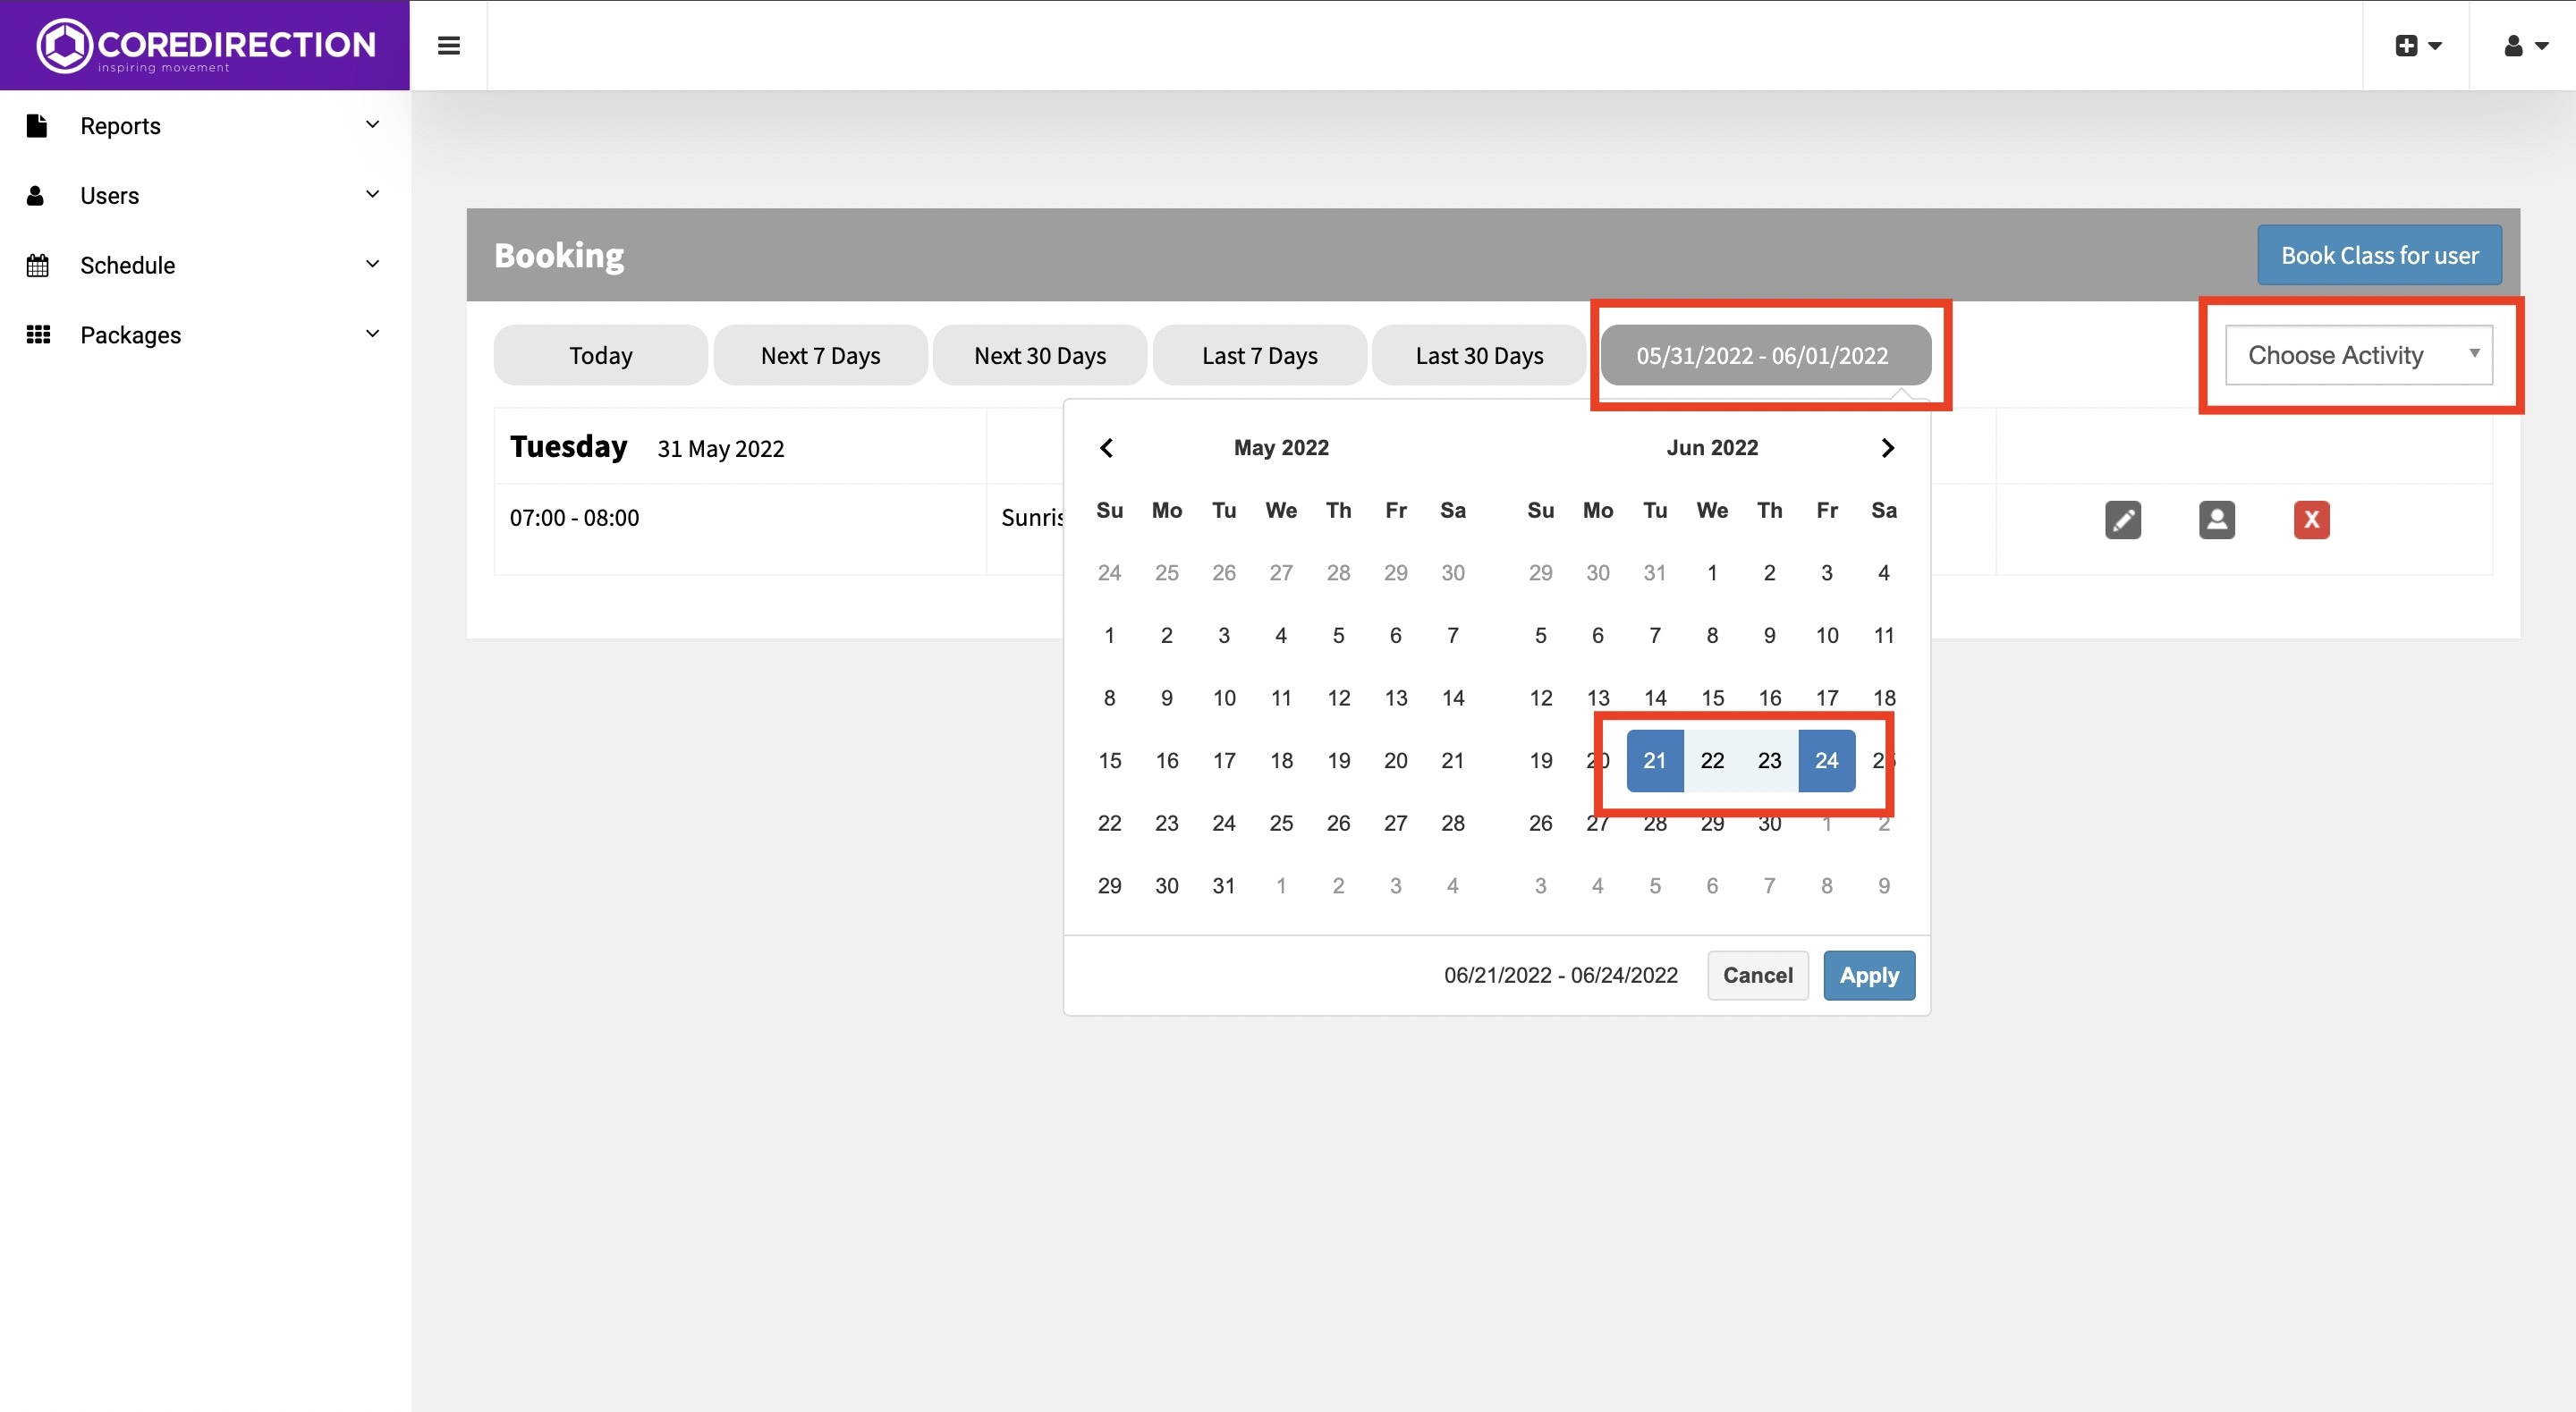 COREDIRECTION
inspiring movement
Reports
Users
Schedule
Packages
Booking
Book Class for user
Today
Next 7 Days
Next 30 Days
Last 7 Days
Last 30 Days
05/31/2022 - 06/01/2022
Choose Activity
Tuesday 31 May 2022
07:00 - 08:00
Sunris
X
May 2022
Su Mo Tu We Th Fr Sa
24 25 26 27 28 29 30
1 2 3 4 5 6 7
8 9 10 11 12 13 14
15 16 17 18 19 20 21
22 23 24 25 26 27 28
29 30 31 1 2 3 4
Jun 2022
Su Mo Tu We Th Fr Sa
29 30 31 1 2 3 4
5 6 7 8 9 10 11
12 13 14 15 16 17 18
19 20 21 22 23 24 25
26 27 28 29 30 1 2
3 4 5 6 7 8 9
06/21/2022 - 06/24/2022
Cancel
Apply